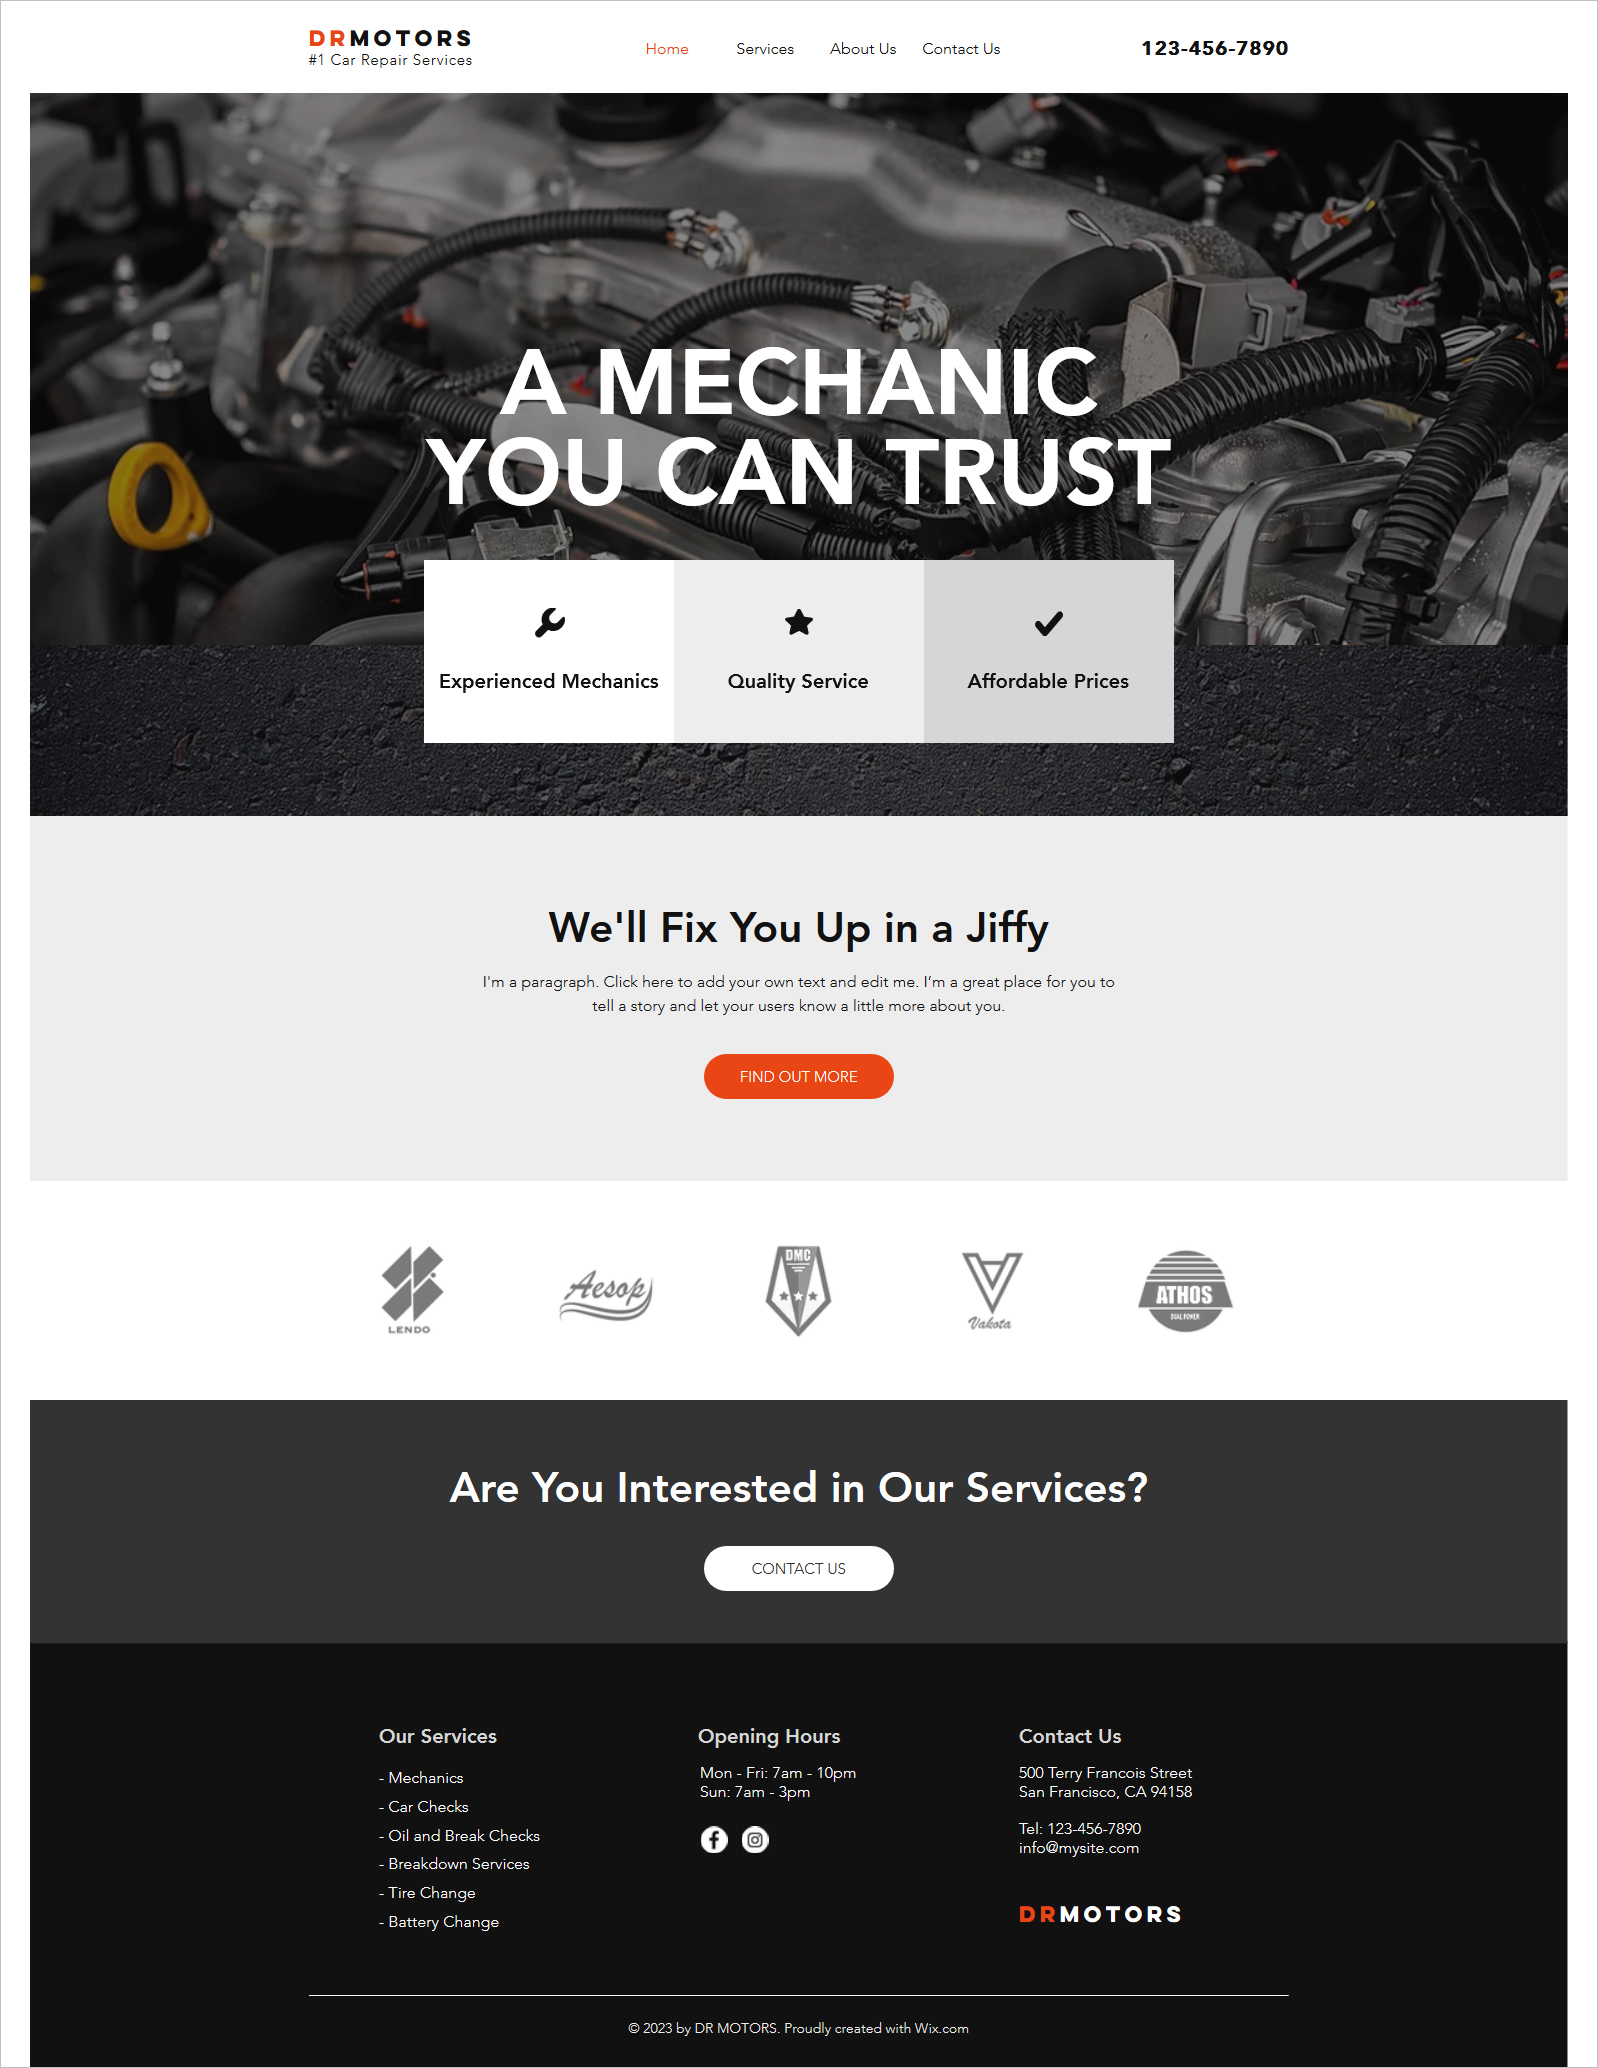 DRMOTORS
#1 Car Repair Services
Home
Services
About Us
Contact Us
123-456-7890
A MECHANIC
YOU CAN TRUST
Experienced Mechanics
Quality Service
Affordable Prices
We'll Fix You Up in a Jiffy
I'm a paragraph. Click here to add your own text and edit me. I’m a great place for you to
tell a story and let your users know a little more about you.
FIND OUT MORE
LENDO
Aesop
DMC
Vakota
ATHOS
DUAL POWER
Are You Interested in Our Services?
CONTACT US
Our Services
- Mechanics
- Car Checks
- Oil and Break Checks
- Breakdown Services
- Tire Change
- Battery Change
Opening Hours
Mon - Fri: 7am - 10pm
Sun: 7am - 3pm
Contact Us
500 Terry Francois Street
San Francisco, CA 94158
Tel: 123-456-7890
info@mysite.com
DRMOTORS
© 2023 by DR MOTORS. Proudly created with Wix.com